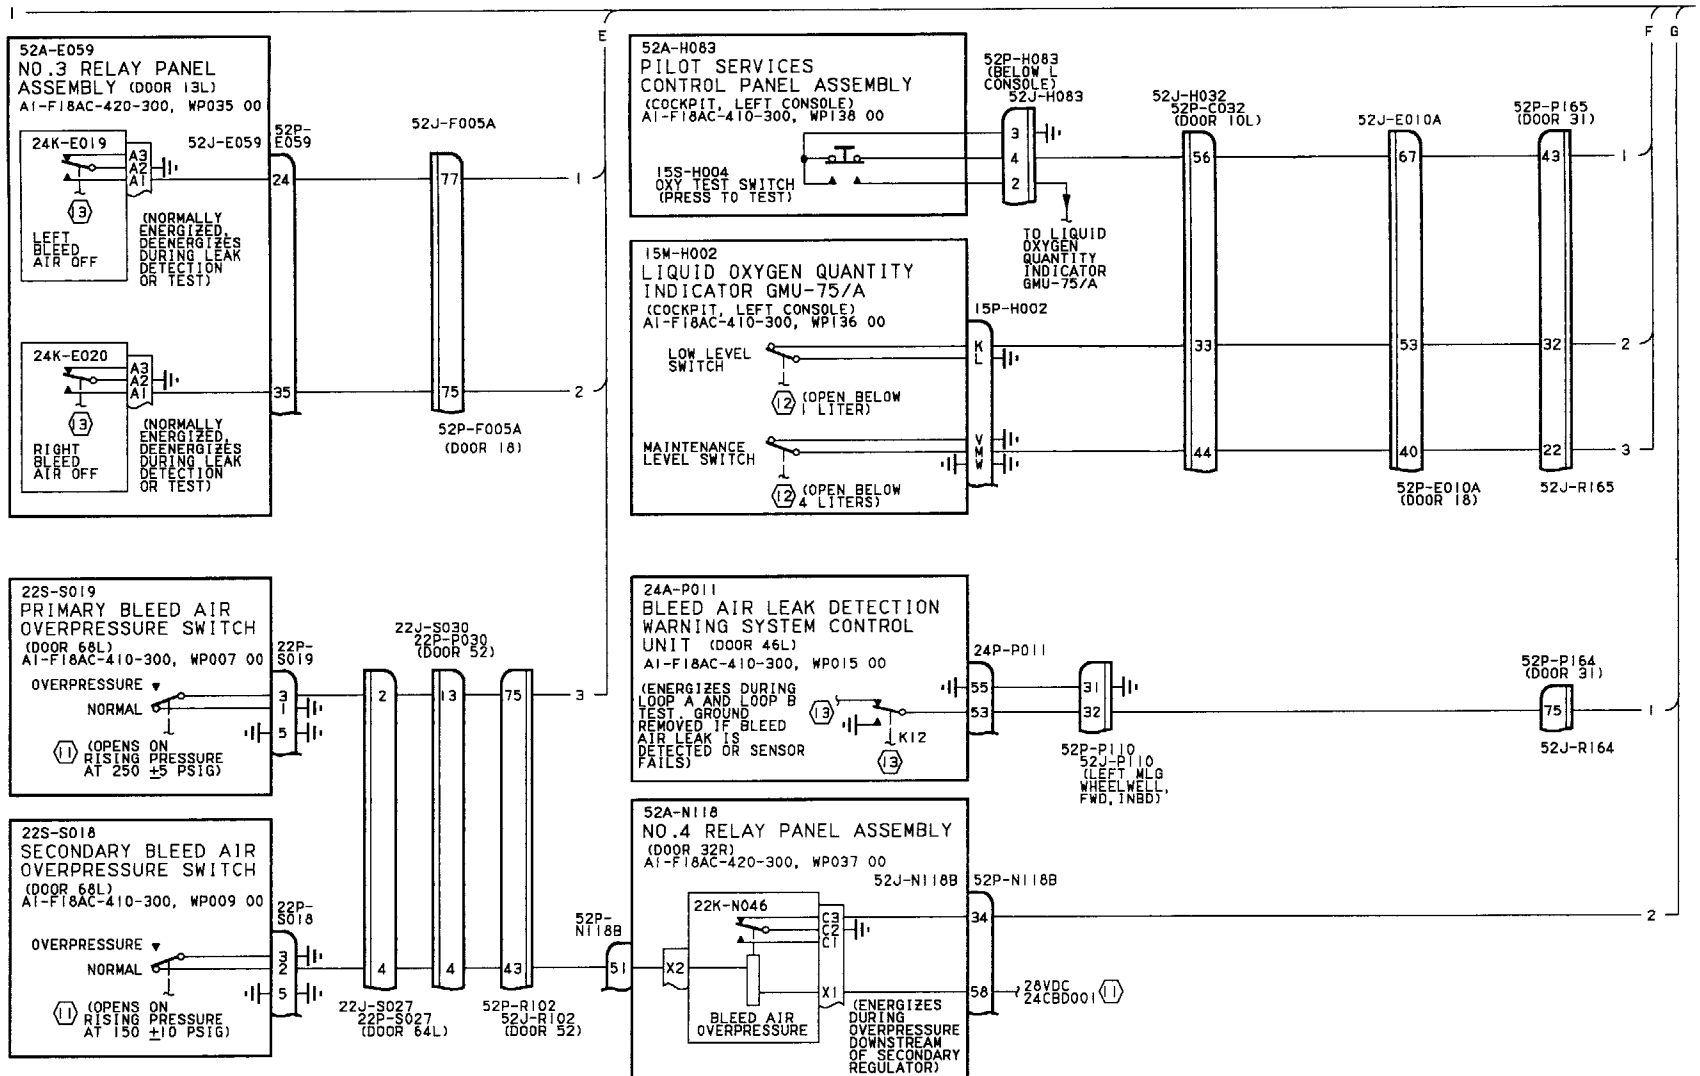 I
E
F G
52A-E059
NO.3 RELAY PANEL
ASSEMBLY (DOOR 13L)
A1-F18AC-420-300, WP035 00
24K-E019
A3
A2
A1
13
LEFT
BLEED
AIR OFF
(NORMALLY
ENERGIZED,
DEENERGIZES
DURING LEAK
DETECTION
OR TEST)
52J-E059
52P-
E059
24
52J-F005A
77
1
24K-E020
A3
A2
A1
13
RIGHT
BLEED
AIR OFF
(NORMALLY
ENERGIZED,
DEENERGIZES
DURING LEAK
DETECTION
OR TEST)
35
75
2
52P-F005A
(DOOR 18)
52A-H083
PILOT SERVICES
CONTROL PANEL ASSEMBLY
(COCKPIT, LEFT CONSOLE)
A1-F18AC-410-300, WP138 00
15S-H004
OXY TEST SWITCH
(PRESS TO TEST)
52P-H083
(BELOW L
CONSOLE)
52J-H083
3
4
2
TO LIQUID
OXYGEN
QUANTITY
INDICATOR
GMU-75/A
52J-H032
52P-C032
(DOOR 10L)
56
52J-E010A
67
52P-P165
(DOOR 31)
43
1
15M-H002
LIQUID OXYGEN QUANTITY
INDICATOR GMU-75/A
(COCKPIT, LEFT CONSOLE)
A1-F18AC-410-300, WP136 00
15P-H002
LOW LEVEL
SWITCH
12 (OPEN BELOW
1 LITER)
K
L
33
53
32
2
MAINTENANCE
LEVEL SWITCH
12 (OPEN BELOW
4 LITERS)
V
M
W
44
40
22
3
52P-E010A
(DOOR 18)
52J-R165
22S-S019
PRIMARY BLEED AIR
OVERPRESSURE SWITCH
(DOOR 68L)
A1-F18AC-410-300, WP007 00
22P-
S019
OVERPRESSURE
NORMAL
11 (OPENS ON
RISING PRESSURE
AT 250 ±5 PSIG)
3
1
5
22J-S030
22P-P030
(DOOR 52)
2
13
75
3
22S-S018
SECONDARY BLEED AIR
OVERPRESSURE SWITCH
(DOOR 68L)
A1-F18AC-410-300, WP009 00
22P-
S018
OVERPRESSURE
NORMAL
11 (OPENS ON
RISING PRESSURE
AT 150 ±10 PSIG)
3
2
5
4
4
43
22J-S027
22P-S027
(DOOR 64L)
52P-R102
52J-R102
(DOOR 52)
52P-
N118B
51
24A-P011
BLEED AIR LEAK DETECTION
WARNING SYSTEM CONTROL
UNIT (DOOR 46L)
A1-F18AC-410-300, WP015 00
(ENERGIZES DURING
LOOP A AND LOOP B
TEST, GROUND
REMOVED IF BLEED
AIR LEAK IS
DETECTED OR SENSOR
FAILS)
13
K12
13
24P-P011
55
53
31
32
52P-P110
52J-P110
(LEFT MLG
WHEELWELL,
FWD, INBD)
52P-P164
(DOOR 31)
75
1
52J-R164
52A-N118
NO.4 RELAY PANEL ASSEMBLY
(DOOR 32R)
A1-F18AC-420-300, WP037 00
52J-N118B 52P-N118B
22K-N046
C3
C2
C1
34
2
X2
X1
58
28VDC
24CBD001 11
BLEED AIR
OVERPRESSURE
(ENERGIZES
DURING
OVERPRESSURE
DOWNSTREAM
OF SECONDARY
REGULATOR)